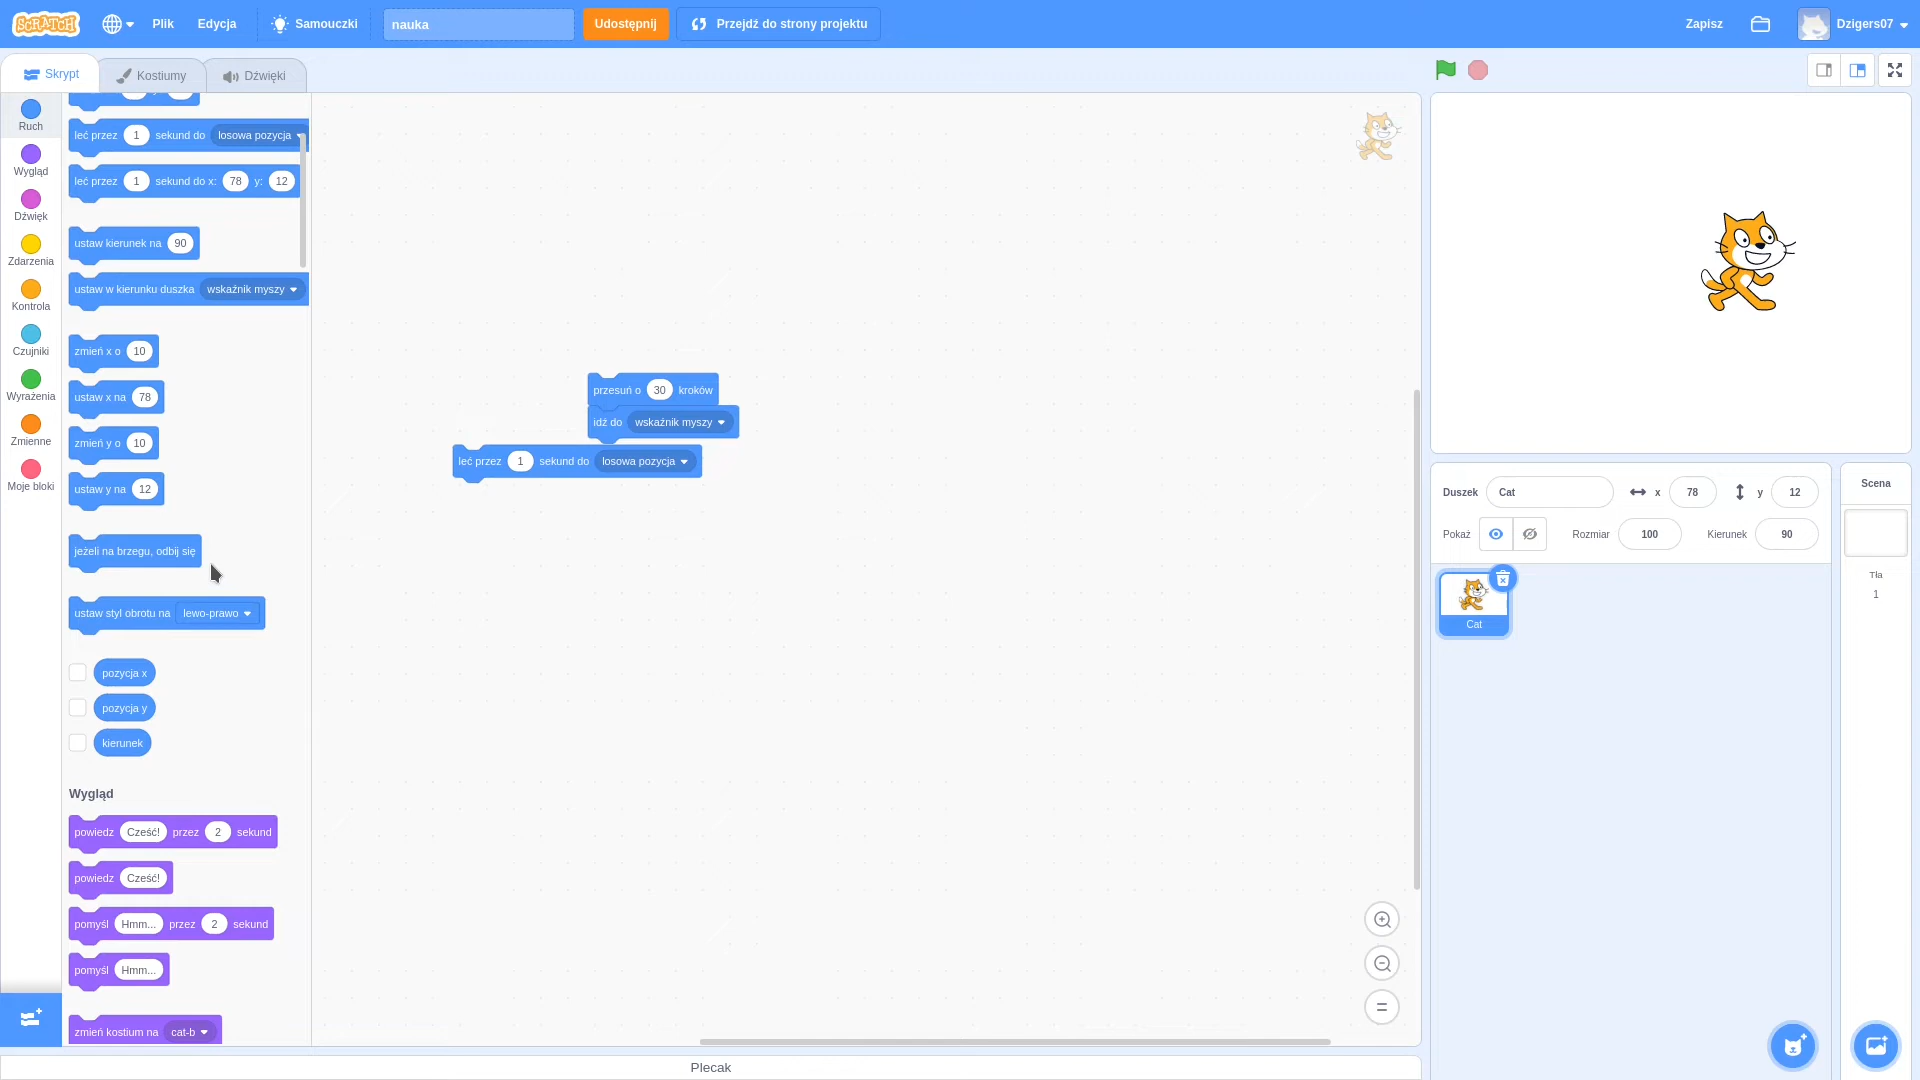 SCRATCH
Plik
Edycja
Samouczki
nauka
Udostępnij
Przejdź do strony projektu
Zapisz
Dzigers07
Skrypt
Kostiumy
Dźwięki
Ruch
Wygląd
Dźwięk
Zdarzenia
Kontrola
Czujniki
Wyrażenia
Zmienne
Moje bloki
leć przez 1 sekund do losowa pozycja
leć przez 1 sekund do x: 78 y: 12
ustaw kierunek na 90
ustaw w kierunku duszka wskaźnik myszy
zmień x o 10
ustaw x na 78
zmień y o 10
ustaw y na 12
jeżeli na brzegu, odbij się
ustaw styl obrotu na lewo-prawo
pozycja x
pozycja y
kierunek
Wygląd
powiedz Cześć! przez 2 sekund
powiedz Cześć!
pomyśl Hmm... przez 2 sekund
pomyśl Hmm...
zmień kostium na cat-b
przesuń o 30 kroków
idź do wskaźnik myszy
leć przez 1 sekund do losowa pozycja
Duszek Cat x 78 y 12
Pokaż Rozmiar 100 Kierunek 90
Cat
Scena
Tła
1
Plecak